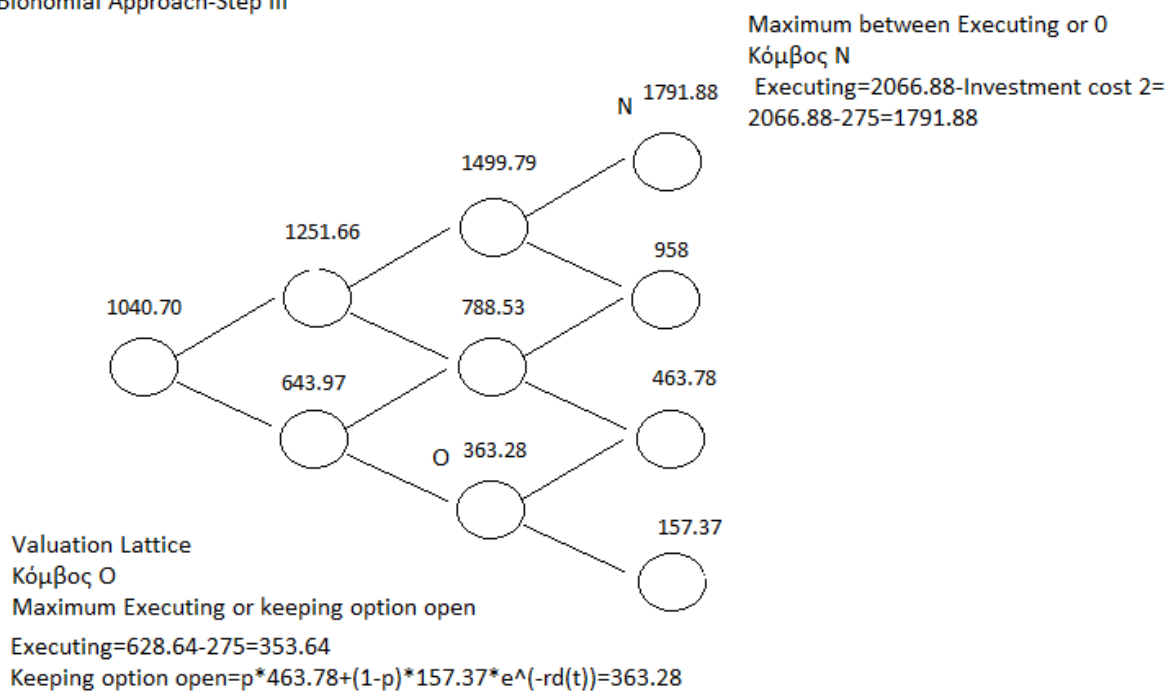 Bionomial Approach-Step III
Maximum between Executing or 0
Κόμβος N
Executing=2066.88-Investment cost 2=
2066.88-275=1791.88
N 1791.88
1499.79
1251.66
958
1040.70
788.53
643.97
463.78
O 363.28
157.37
Valuation Lattice
Κόμβος O
Maximum Executing or keeping option open
Executing=628.64-275=353.64
Keeping option open=p*463.78+(1-p)*157.37*e^(-rd(t))=363.28